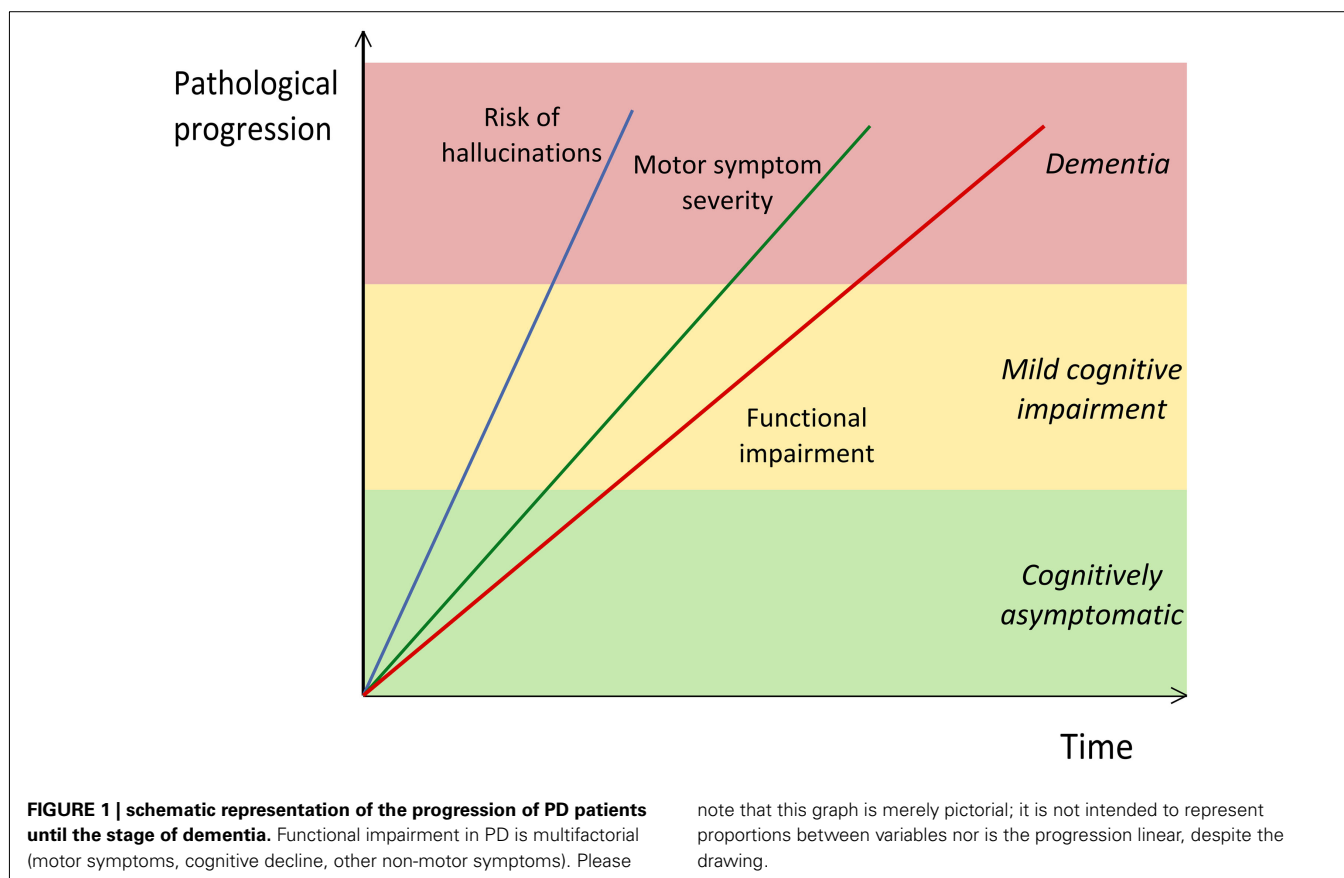 Pathological
progression
Risk of
hallucinations
Motor symptom
severity
Dementia
Mild cognitive
impairment
Functional
impairment
Cognitively
asymptomatic
Time
FIGURE 1 | schematic representation of the progression of PD patients
until the stage of dementia. Functional impairment in PD is multifactorial
(motor symptoms, cognitive decline, other non-motor symptoms). Please
note that this graph is merely pictorial; it is not intended to represent
proportions between variables nor is the progression linear, despite the
drawing.